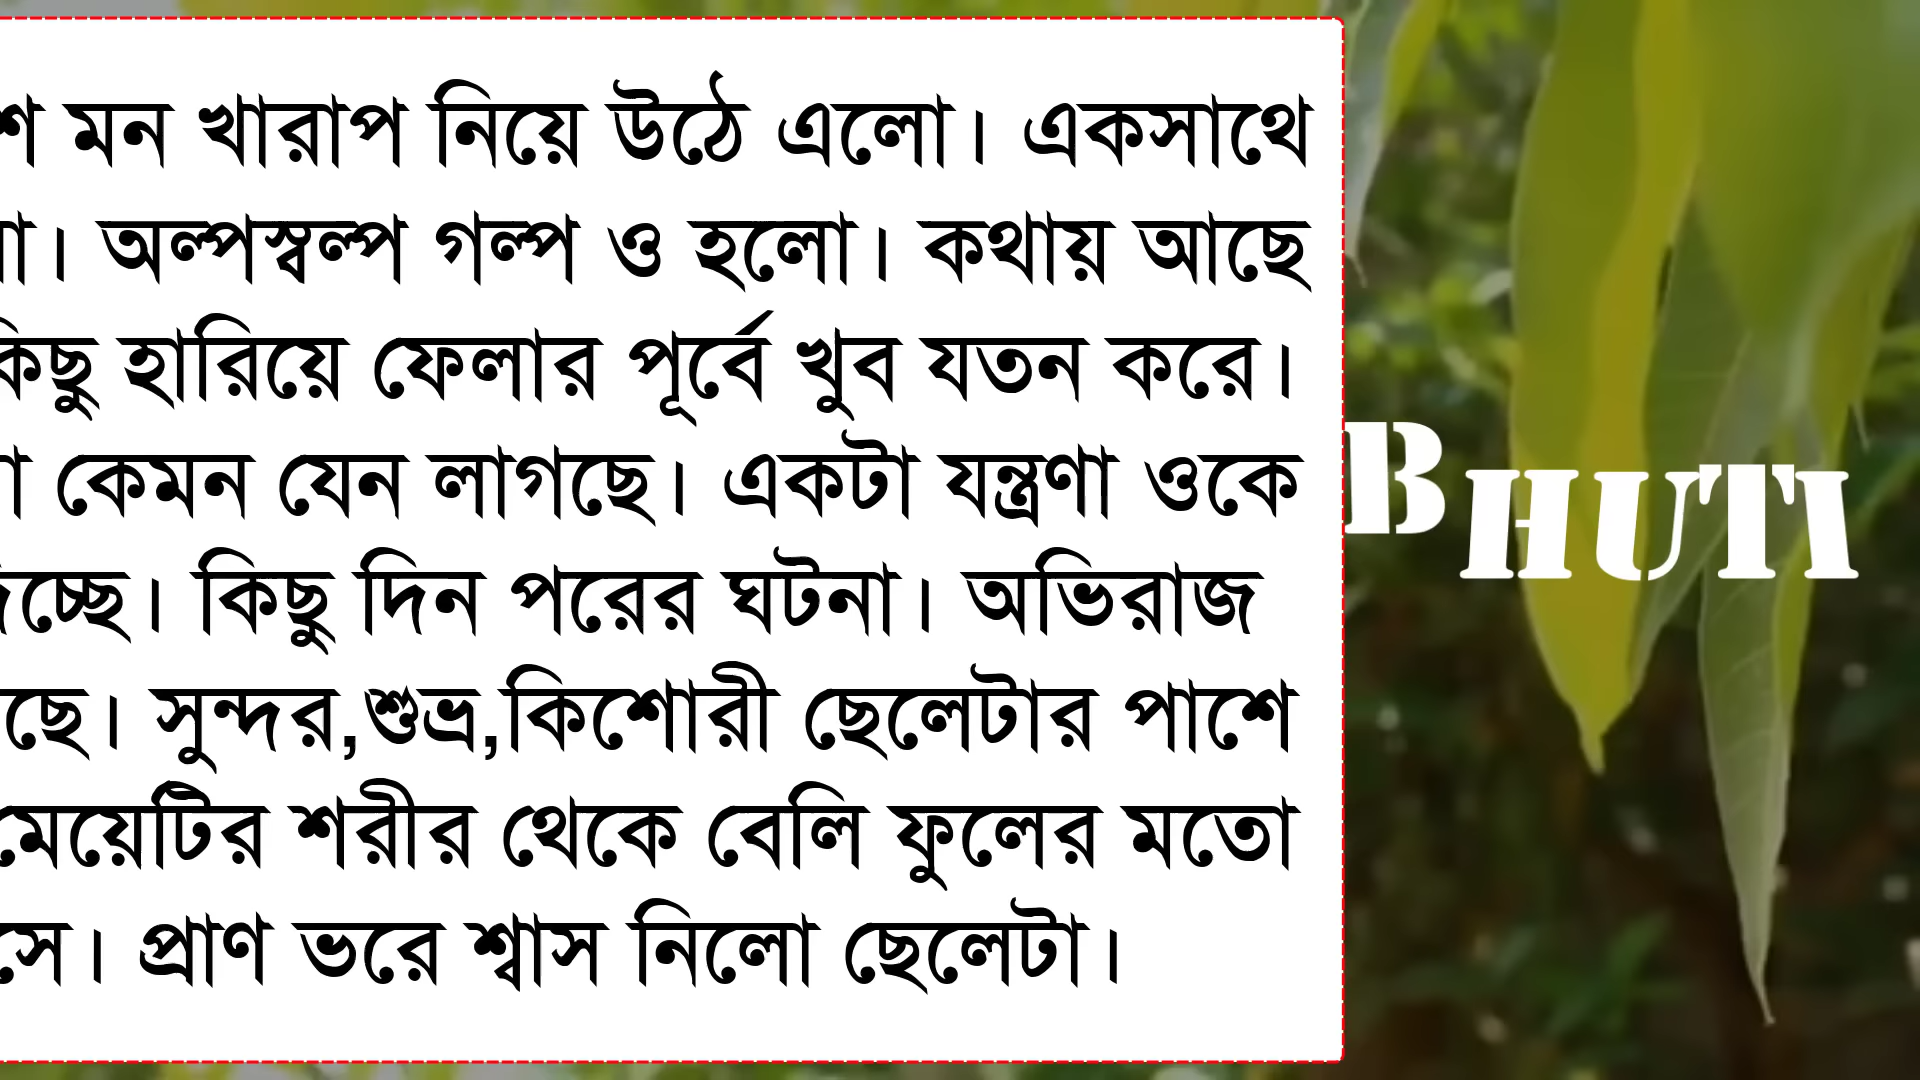 মন খারাপ নিয়ে উঠে এলো। একসাথে
অল্পস্বল্প গল্প ও হলো। কথায় আছে
কিছু হারিয়ে ফেলার পূর্বে খুব যতন করে।
কেমন যেন লাগছে। একটা যন্ত্রণা ওকে
কিছু দিন পরের ঘটনা। অভিরাজ
সুন্দর,শুভ্র,কিশোরী ছেলেটার পাশে
মেয়েটির শরীর থেকে বেলি ফুলের মতো
প্রাণ ভরে শ্বাস নিলো ছেলেটা।
BHUTI